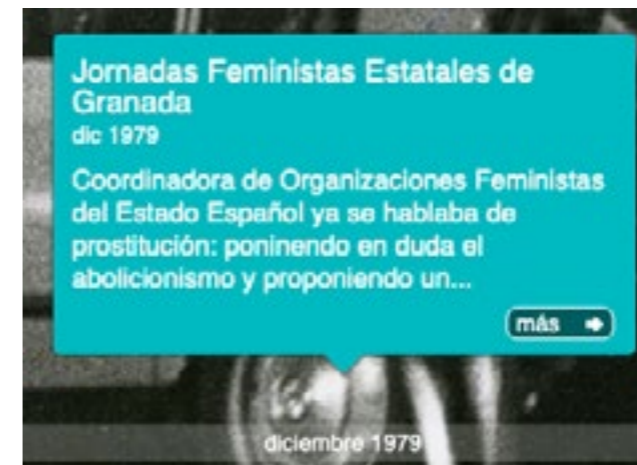 Jornadas Feministas Estatales de
Granada
dic 1979
Coordinadora de Organizaciones Feministas
del Estado Español ya se hablaba de
prostitución: poninendo en duda el
abolicionismo y proponiendo un...
más
diciembre 1979